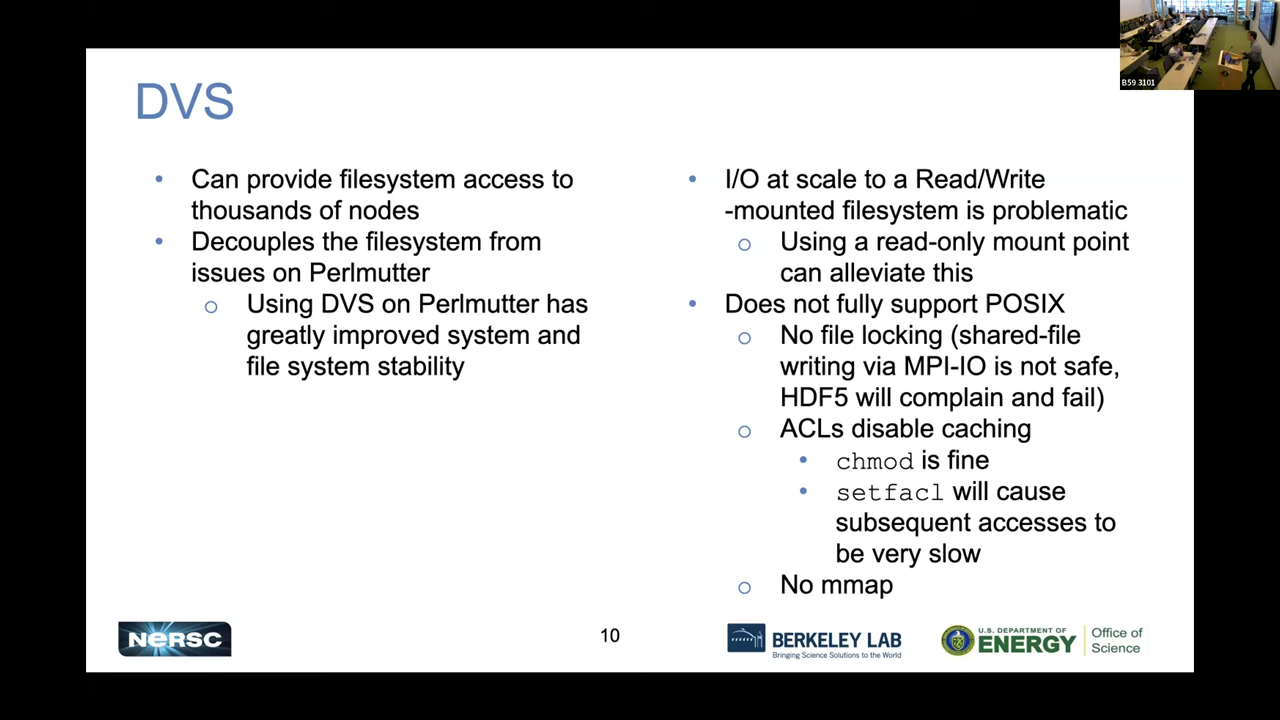 B59 3101
DVS
• Can provide filesystem access to
thousands of nodes
• Decouples the filesystem from
issues on Perlmutter
o Using DVS on Perlmutter has
greatly improved system and
file system stability
• I/O at scale to a Read/Write
-mounted filesystem is problematic
o Using a read-only mount point
can alleviate this
• Does not fully support POSIX
o No file locking (shared-file
writing via MPI-IO is not safe,
HDF5 will complain and fail)
o ACLs disable caching
• chmod is fine
• setfacl will cause
subsequent accesses to
be very slow
o No mmap
NERSC
10
BERKELEY LAB
Bringing Science Solutions to the World
U.S. DEPARTMENT OF
ENERGY
Office of
Science